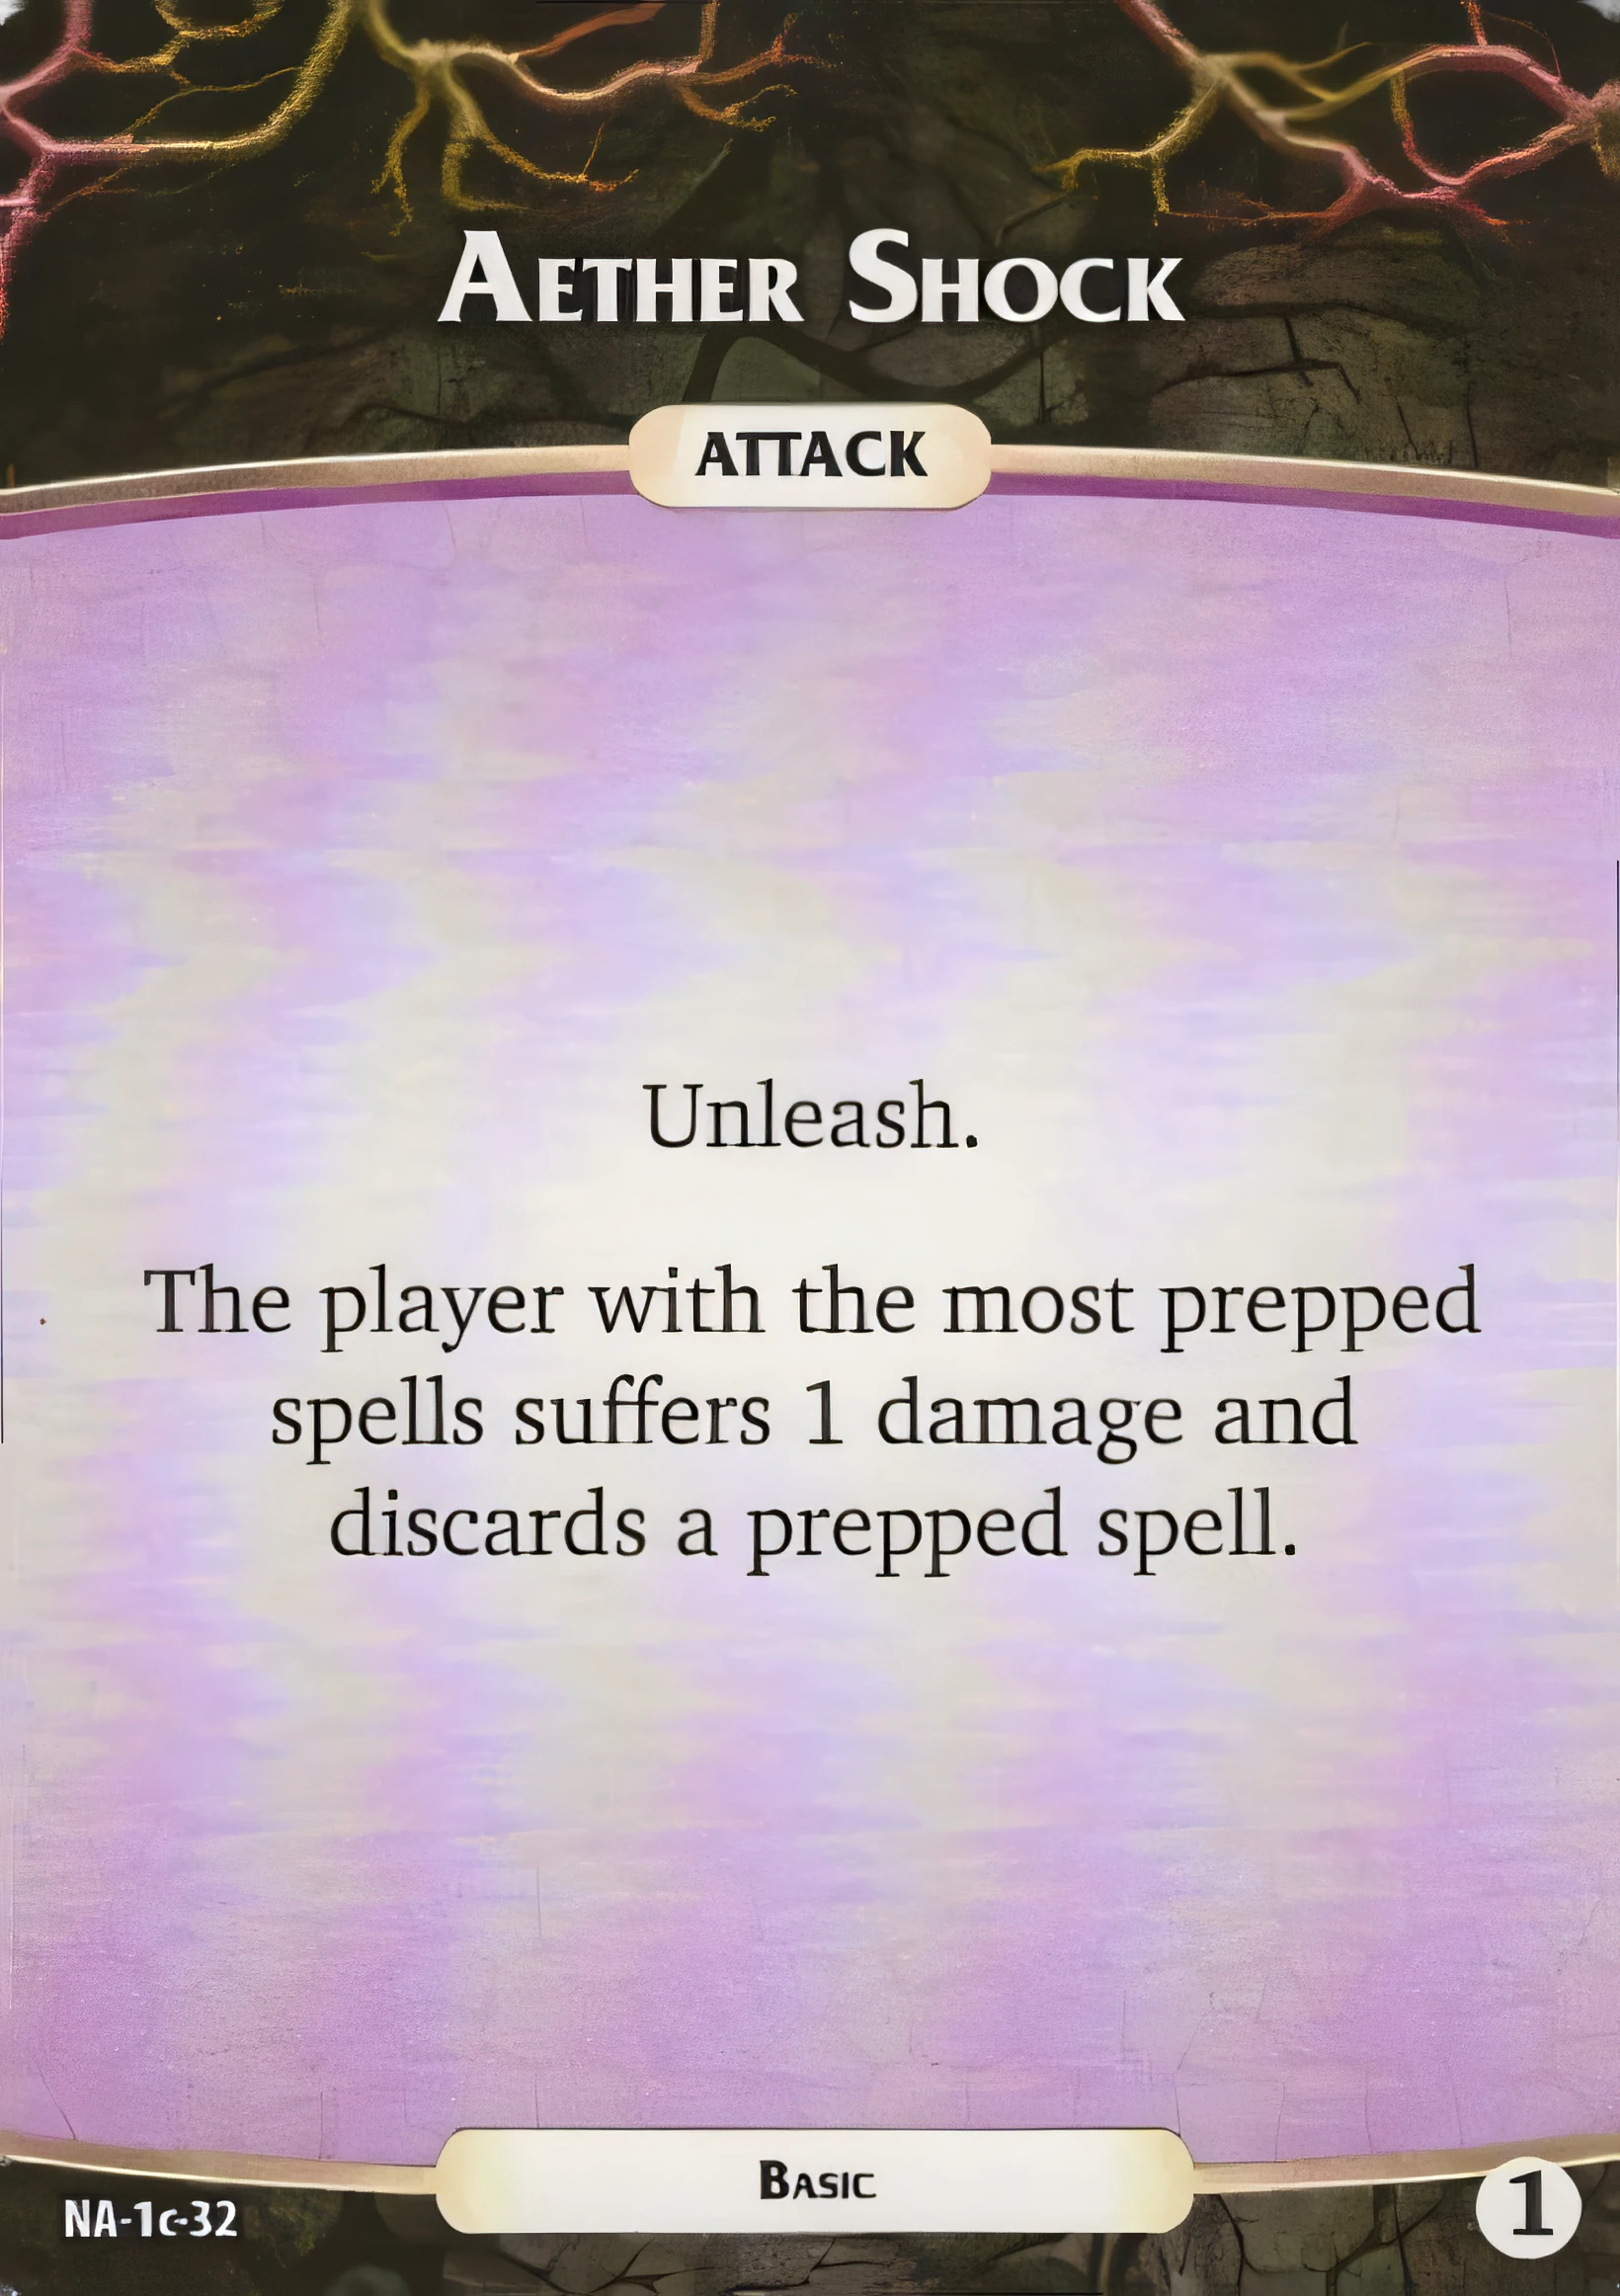 AETHER SHOCK
ATTACK
Unleash.
The player with the most prepped
spells suffers 1 damage and
discards a prepped spell.
BASIC
NA-1c-32
1